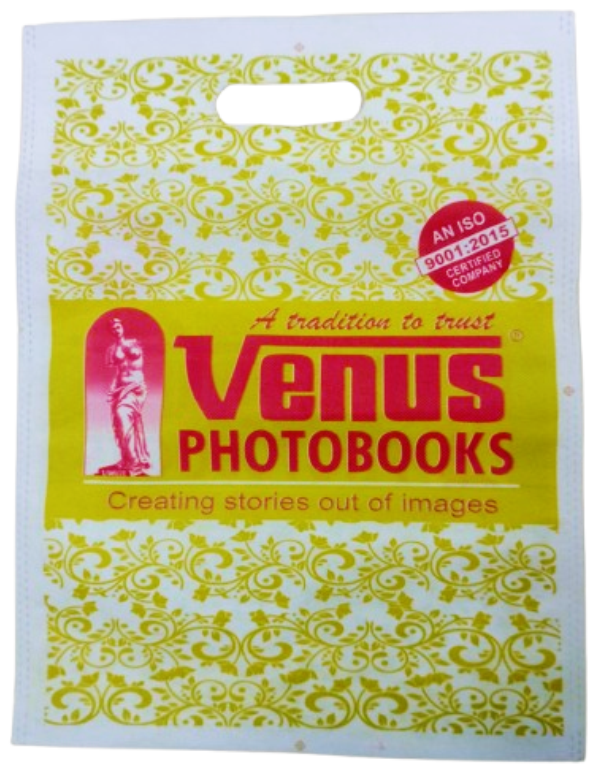 AN ISO
9001:2015
CERTIFIED
COMPANY
A tradition to trust
Venus ®
PHOTOBOOKS
Creating stories out of images